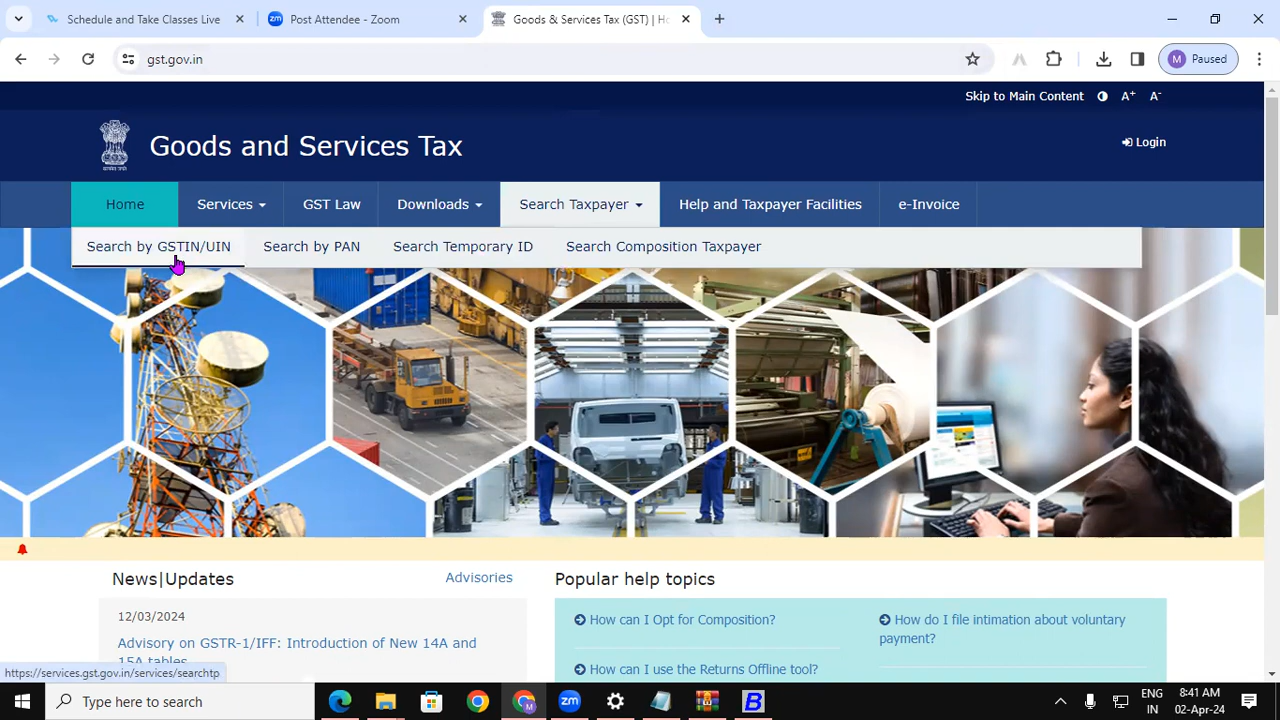 Schedule and Take Classes Live
Post Attendee - Zoom
Goods & Services Tax (GST) | Ho
gst.gov.in
M Paused
Skip to Main Content A+ A-
Goods and Services Tax
Login
Home Services GST Law Downloads Search Taxpayer Help and Taxpayer Facilities e-Invoice
Search by GSTIN/UIN Search by PAN Search Temporary ID Search Composition Taxpayer
News|Updates Advisories
12/03/2024
Advisory on GSTR-1/IFF: Introduction of New 14A and
15A tables
Popular help topics
How can I Opt for Composition?
How do I file intimation about voluntary
payment?
How can I use the Returns Offline tool?
https://services.gst.gov.in/services/searchtp
Type here to search
zm
B
ENG
IN
8:41 AM
02-Apr-24